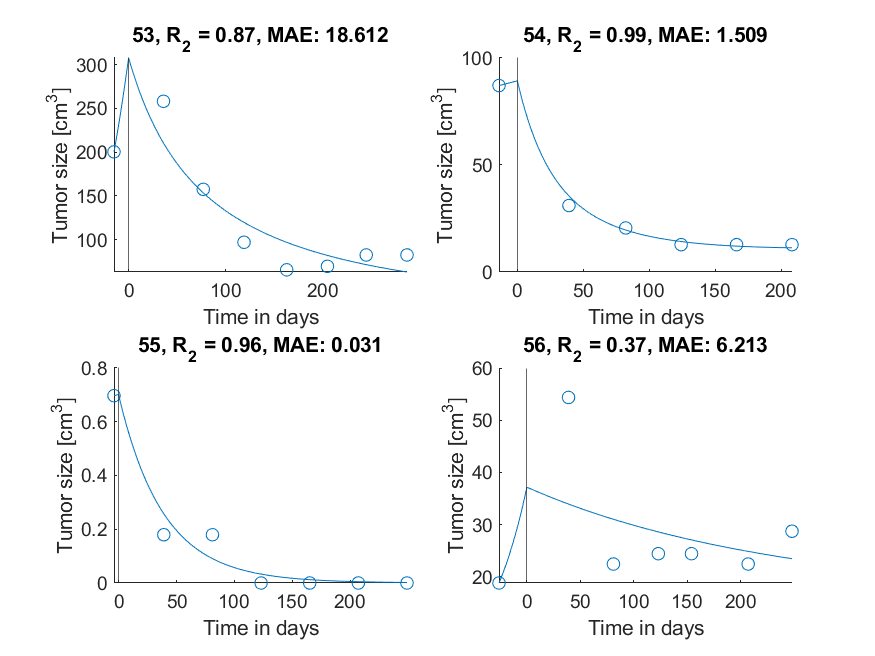 53, R2 = 0.87, MAE: 18.612
300
250
200
150
100
Tumor size [cm3]
0 100 200
Time in days
54, R2 = 0.99, MAE: 1.509
100
50
0
Tumor size [cm3]
0 50 100 150 200
Time in days
55, R2 = 0.96, MAE: 0.031
0.8
0.6
0.4
0.2
0
Tumor size [cm3]
0 50 100 150 200
Time in days
56, R2 = 0.37, MAE: 6.213
60
50
40
30
20
Tumor size [cm3]
0 50 100 150 200
Time in days